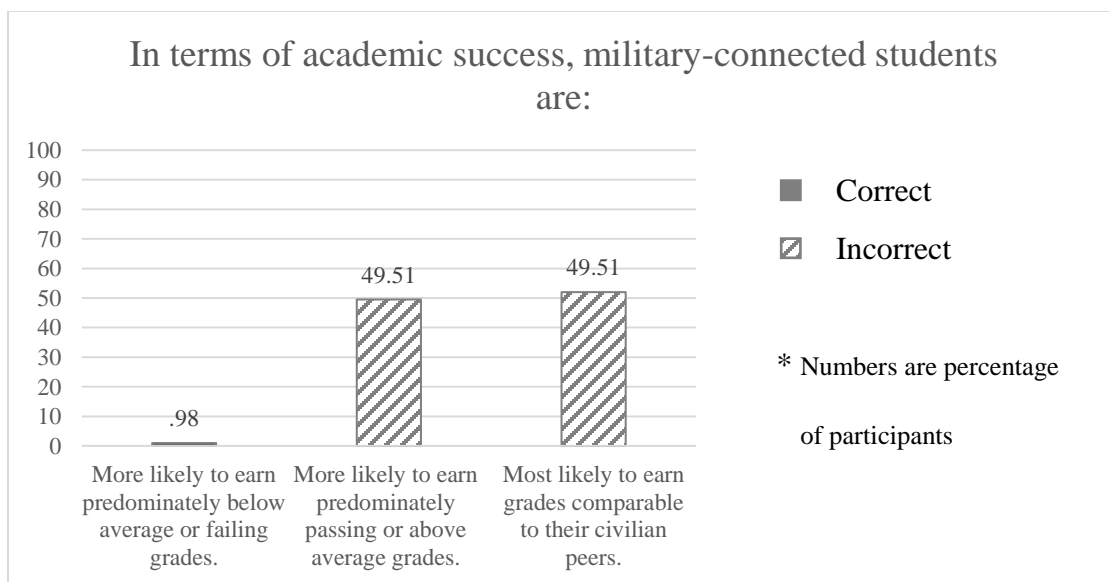 In terms of academic success, military-connected students
are:
100
90
80
70
60
50
40
30
20
10
0
.98
49.51
49.51
More likely to earn
predominately below
average or failing
grades.
More likely to earn
predominately
passing or above
average grades.
Most likely to earn
grades comparable
to their civilian
peers.
Correct
Incorrect
* Numbers are percentage
of participants